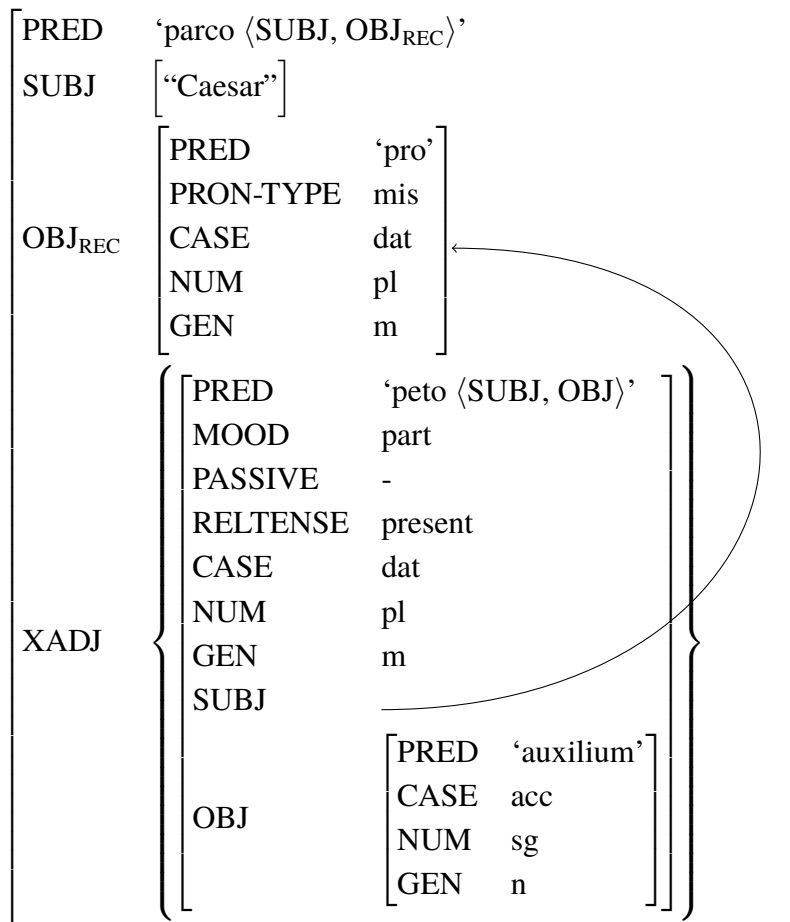 PRED ‘parco ⟨SUBJ, OBJREC⟩’
SUBJ [“Caesar”]
PRED ‘pro’
PRON-TYPE mis
OBJREC CASE dat
NUM pl
GEN m
PRED ‘peto ⟨SUBJ, OBJ⟩’
MOOD part
PASSIVE -
RELTENSE present
CASE dat
NUM pl
XADJ GEN m
SUBJ
PRED ‘auxilium’
CASE acc
OBJ NUM sg
GEN n